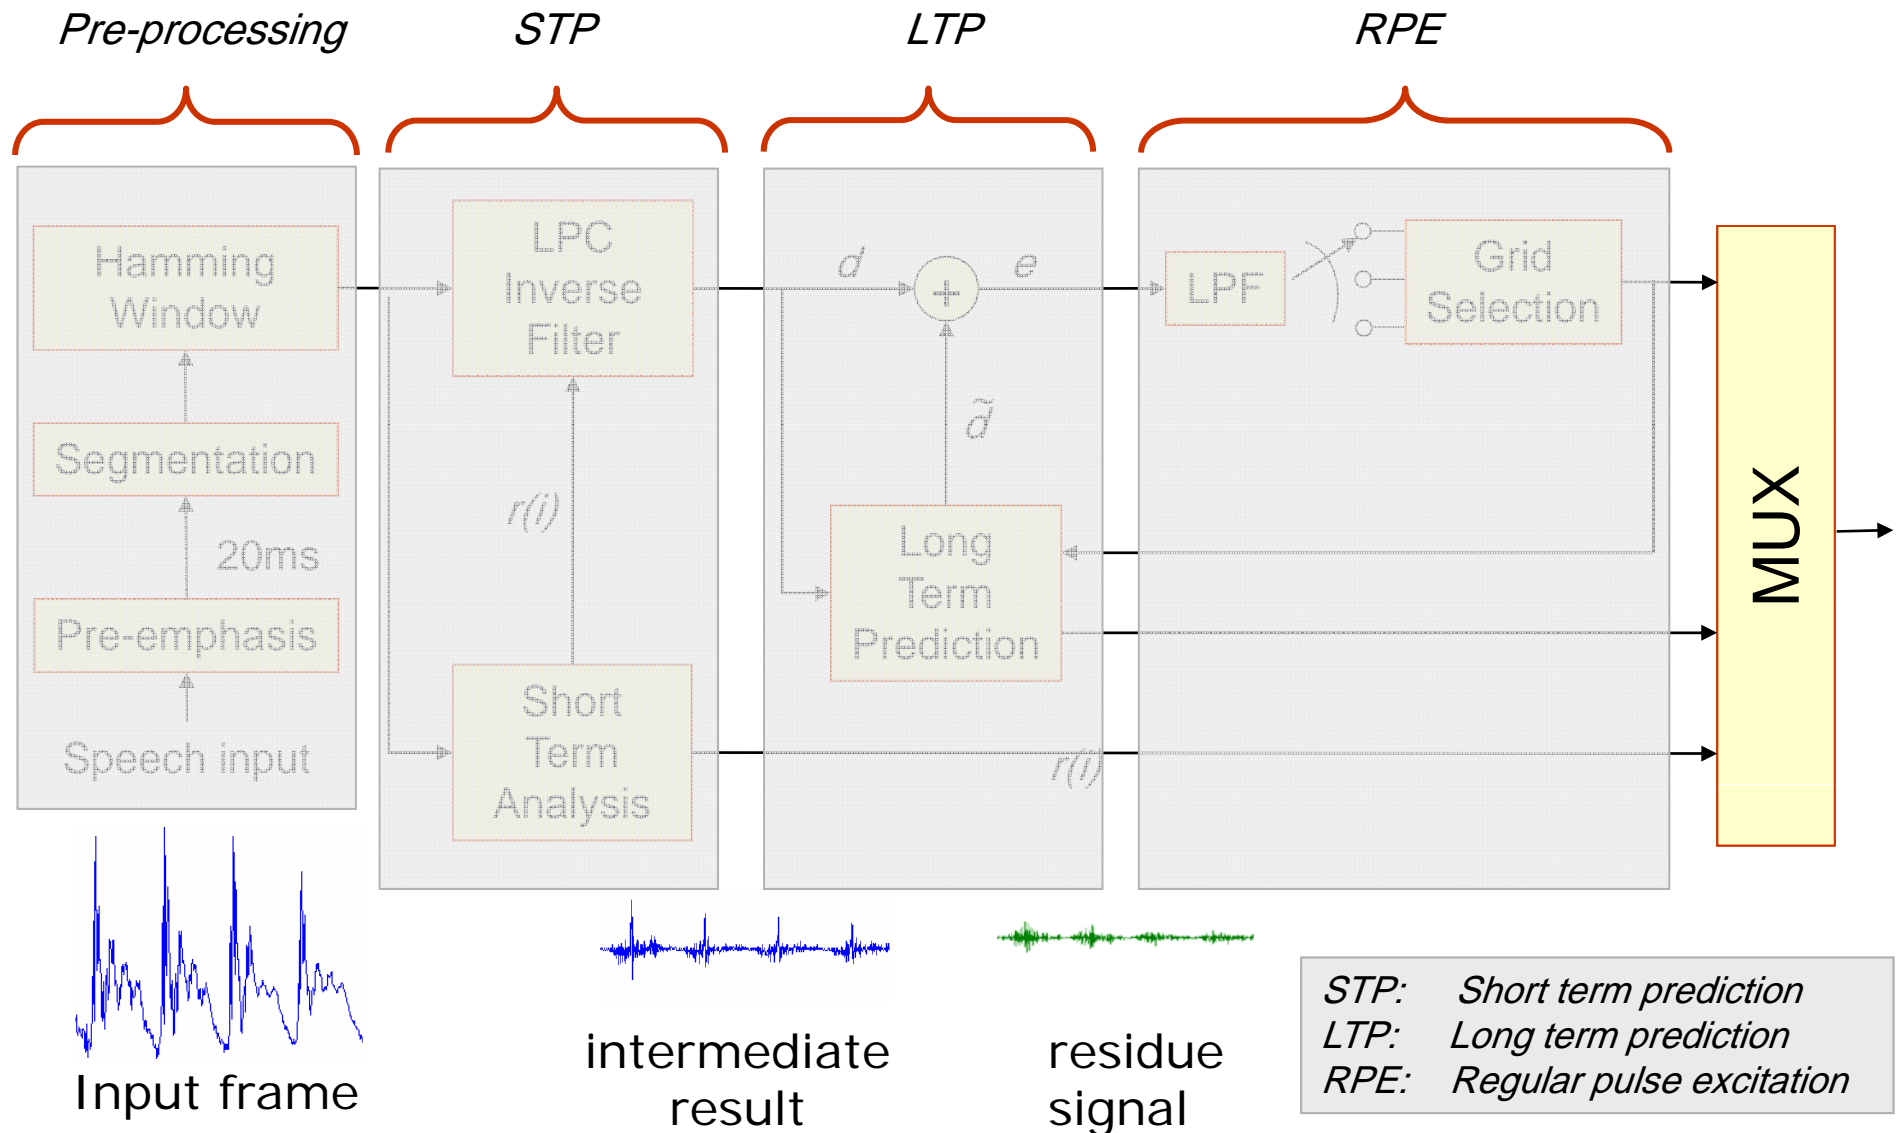 Pre-processing
STP
LTP
RPE
Hamming
Window
Segmentation
20ms
Pre-emphasis
Speech input
LPC
Inverse
Filter
r(i)
Short
Term
Analysis
d
e
d̃
Long
Term
Prediction
r(i)
LPF
Grid
Selection
MUX
Input frame
intermediate
result
residue
signal
STP: Short term prediction
LTP: Long term prediction
RPE: Regular pulse excitation